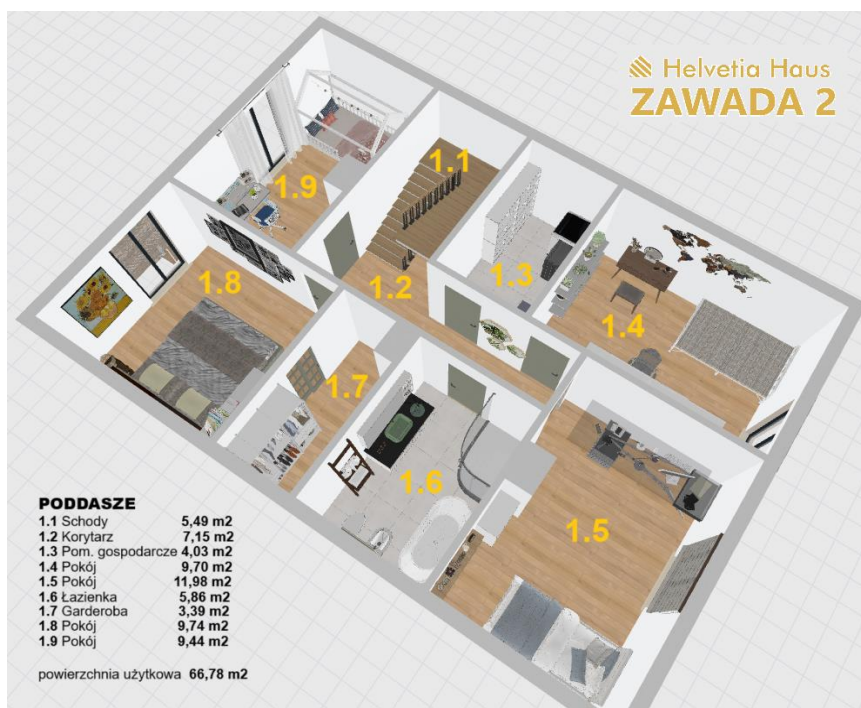 Helvetia Haus
ZAWADA 2
1.1
1.9
1.2
1.3
1.8
1.4
1.7
1.6
1.5
PODDASZE
1.1 Schody 5,49 m2
1.2 Korytarz 7,15 m2
1.3 Pom. gospodarcze 4,03 m2
1.4 Pokój 9,70 m2
1.5 Pokój 11,98 m2
1.6 Łazienka 5,86 m2
1.7 Garderoba 3,39 m2
1.8 Pokój 9,74 m2
1.9 Pokój 9,44 m2
powierzchnia użytkowa 66,78 m2